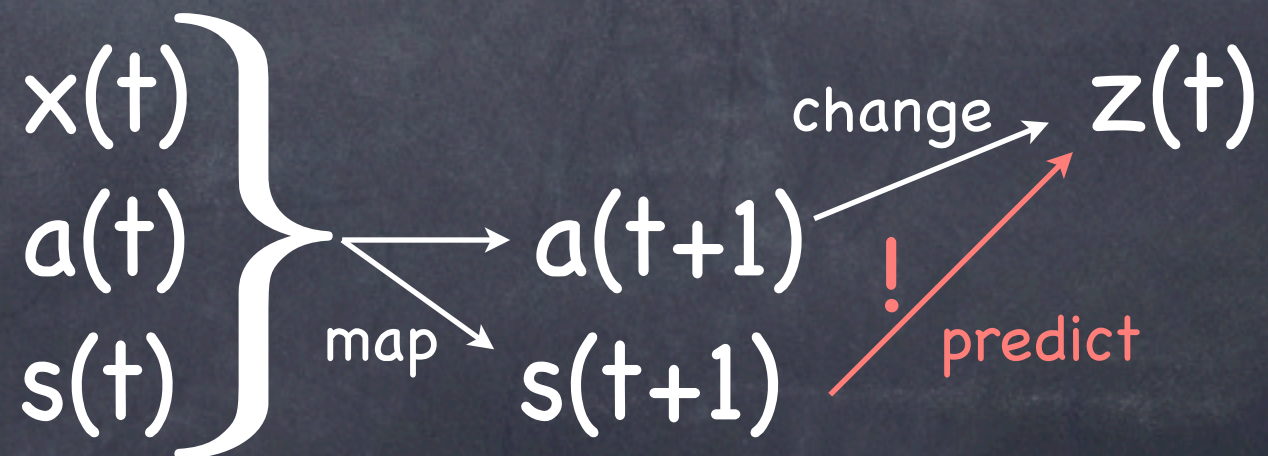 x(t)
a(t)
s(t)
map
a(t+1)
s(t+1)
change
!
predict
z(t)